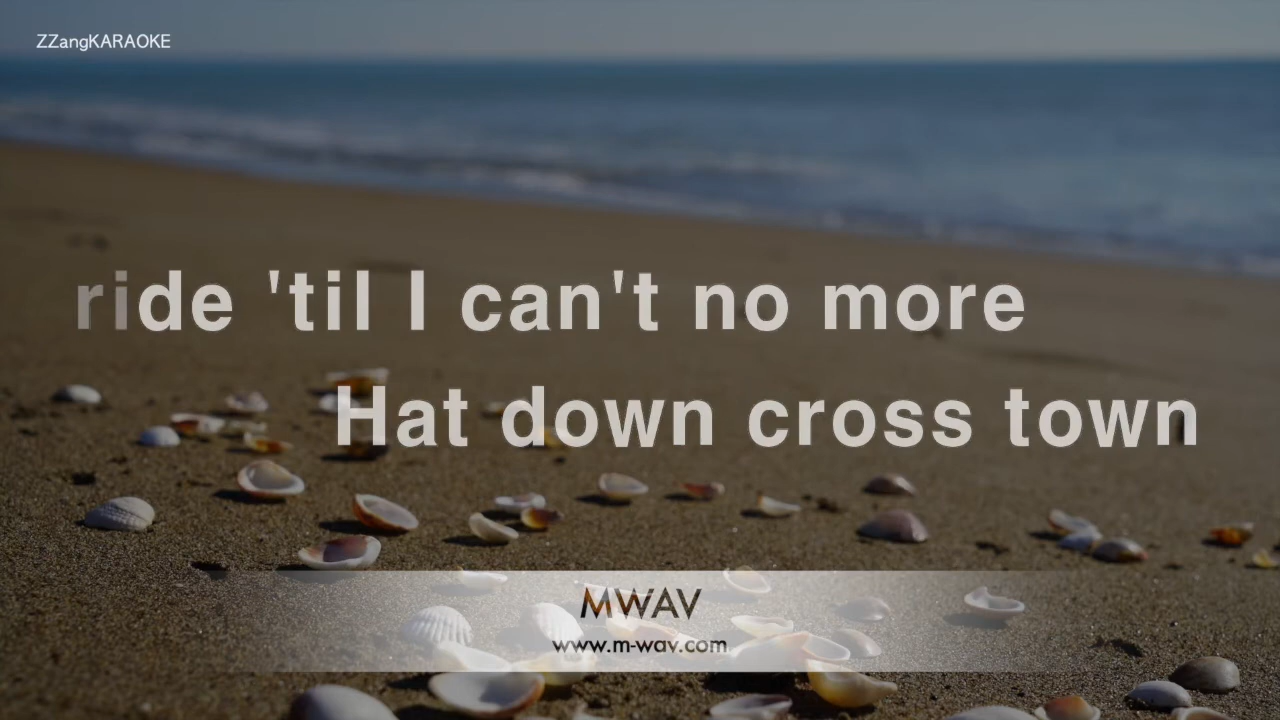 ZZangKARAOKE
ride 'til I can't no more
Hat down cross town
MWAV
www.m-wav.com